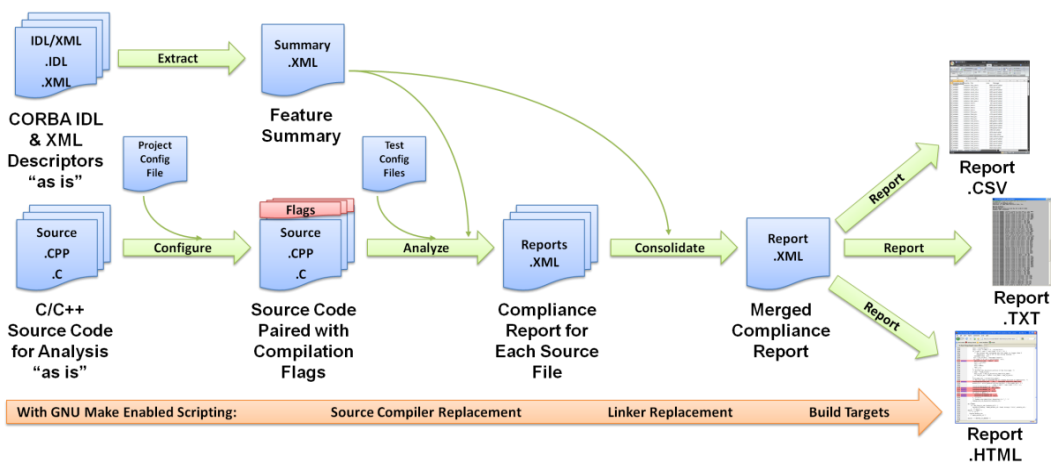 IDL/XML
.IDL
.XML
Extract
Summary
.XML
CORBA IDL
& XML
Descriptors
“as is”
Feature
Summary
Project
Config
File
Test
Config
Files
Source
.CPP
.C
Configure
Flags
Source
.CPP
.C
Analyze
Reports
.XML
Consolidate
Report
.XML
Report
Report
Report
Report
.CSV
Report
.TXT
C/C++
Source Code
for Analysis
“as is”
Source Code
Paired with
Compilation
Flags
Compliance
Report for
Each Source
File
Merged
Compliance
Report
With GNU Make Enabled Scripting:
Source Compiler Replacement
Linker Replacement
Build Targets
Report
.HTML